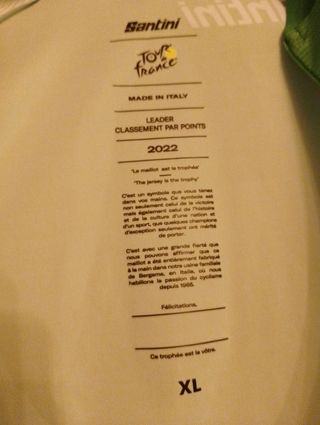 Santini
ntini
TOUR
de
france
MADE IN ITALY
LEADER
CLASSEMENT PAR POINTS
2022
"Le maillot est le trophée"
"The jersey is the trophy"
C'est un symbole que vous tenez
dans vos mains. Ce symbole est
non seulement celui de la victoire
mais également celui de l'histoire
et de la culture d'une nation et
d'un sport, que quelques champions
d'exception seulement ont mérité
de porter.
C'est avec une grande fierté que
nous pouvons affirmer que ce
maillot a été entièrement fabriqué
à la main dans notre usine familiale
de Bergame, en Italie, où nous
habillons la passion du cyclisme
depuis 1965.
Félicitations,
Ce trophée est le vôtre.
XL